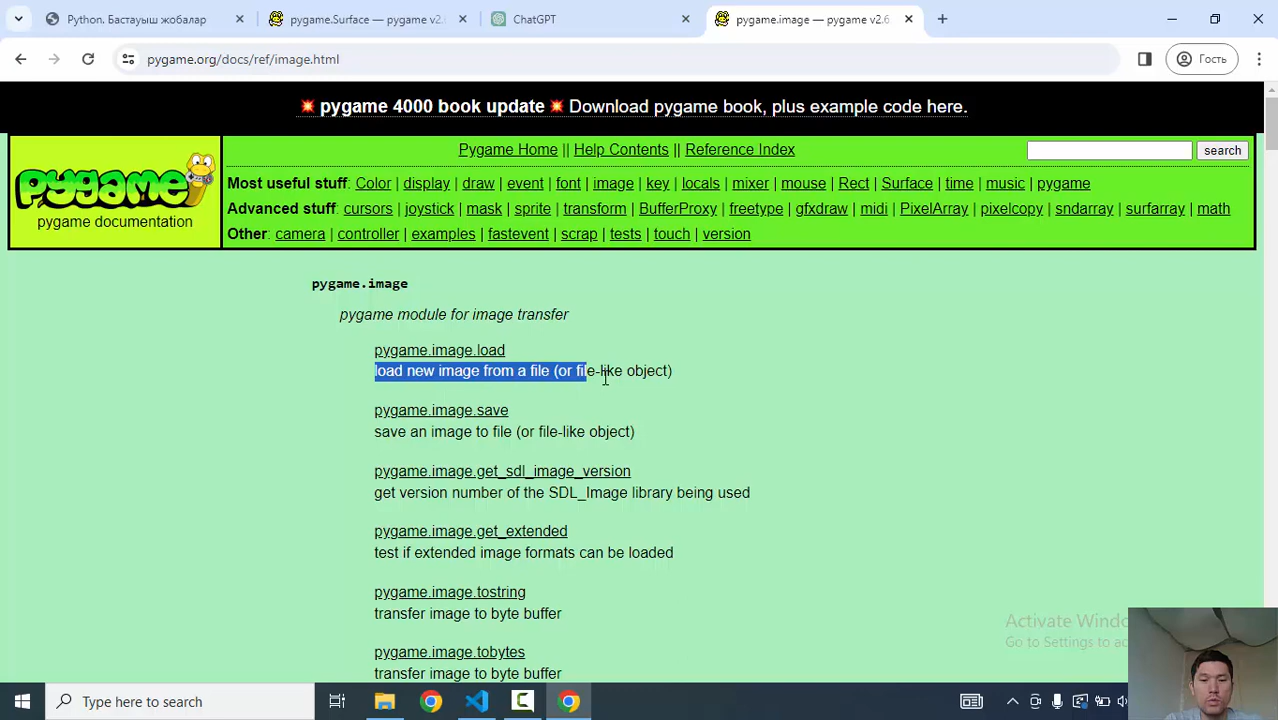 Python. Бастауыш жобалар
pygame.Surface — pygame v2.
ChatGPT
pygame.image — pygame v2.6
pygame.org/docs/ref/image.html
Гость
pygame 4000 book update Download pygame book, plus example code here.
pygame
pygame documentation
Pygame Home || Help Contents || Reference Index
search
Most useful stuff: Color | display | draw | event | font | image | key | locals | mixer | mouse | Rect | Surface | time | music | pygame
Advanced stuff: cursors | joystick | mask | sprite | transform | BufferProxy | freetype | gfxdraw | midi | PixelArray | pixelcopy | sndarray | surfarray | math
Other: camera | controller | examples | fastevent | scrap | tests | touch | version
pygame.image
pygame module for image transfer
pygame.image.load
load new image from a file (or file-like object)
pygame.image.save
save an image to file (or file-like object)
pygame.image.get_sdl_image_version
get version number of the SDL_Image library being used
pygame.image.get_extended
test if extended image formats can be loaded
pygame.image.tostring
transfer image to byte buffer
pygame.image.tobytes
transfer image to byte buffer
Activate Windo
Go to Settings to ac
Type here to search